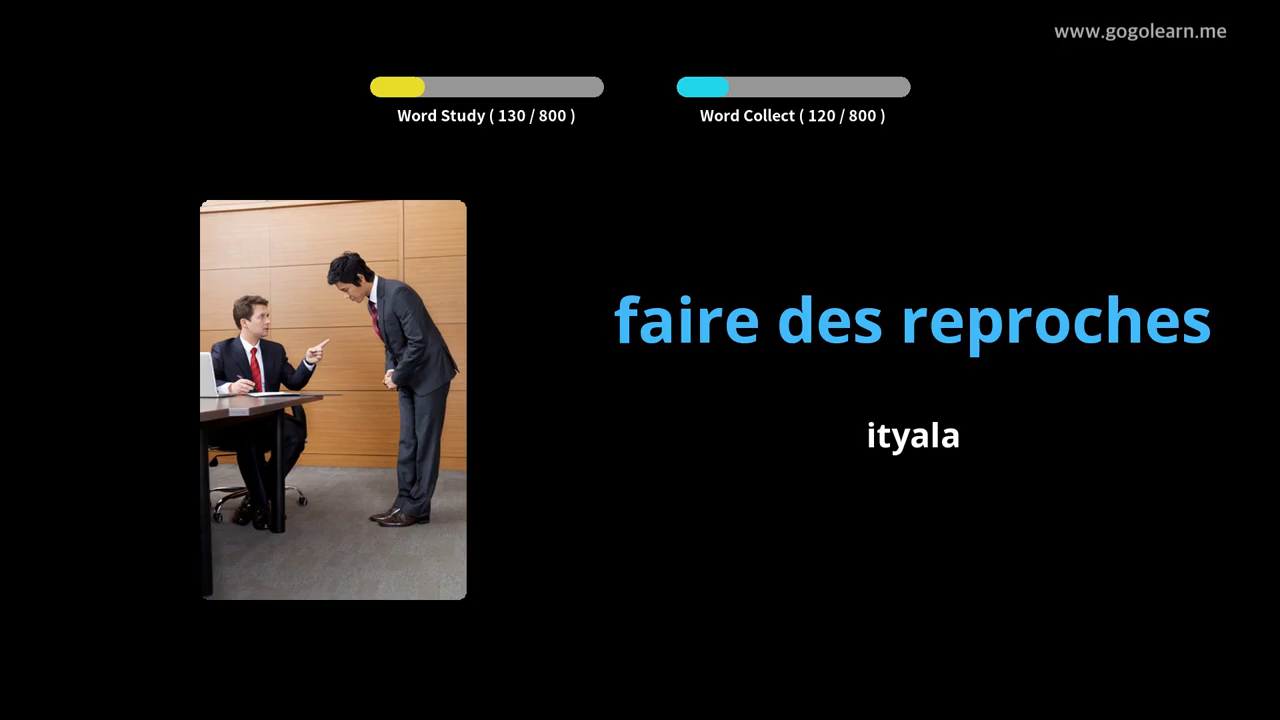 www.gogolearn.me
Word Study ( 130 / 800 )
Word Collect ( 120 / 800 )
faire des reproches
ityala